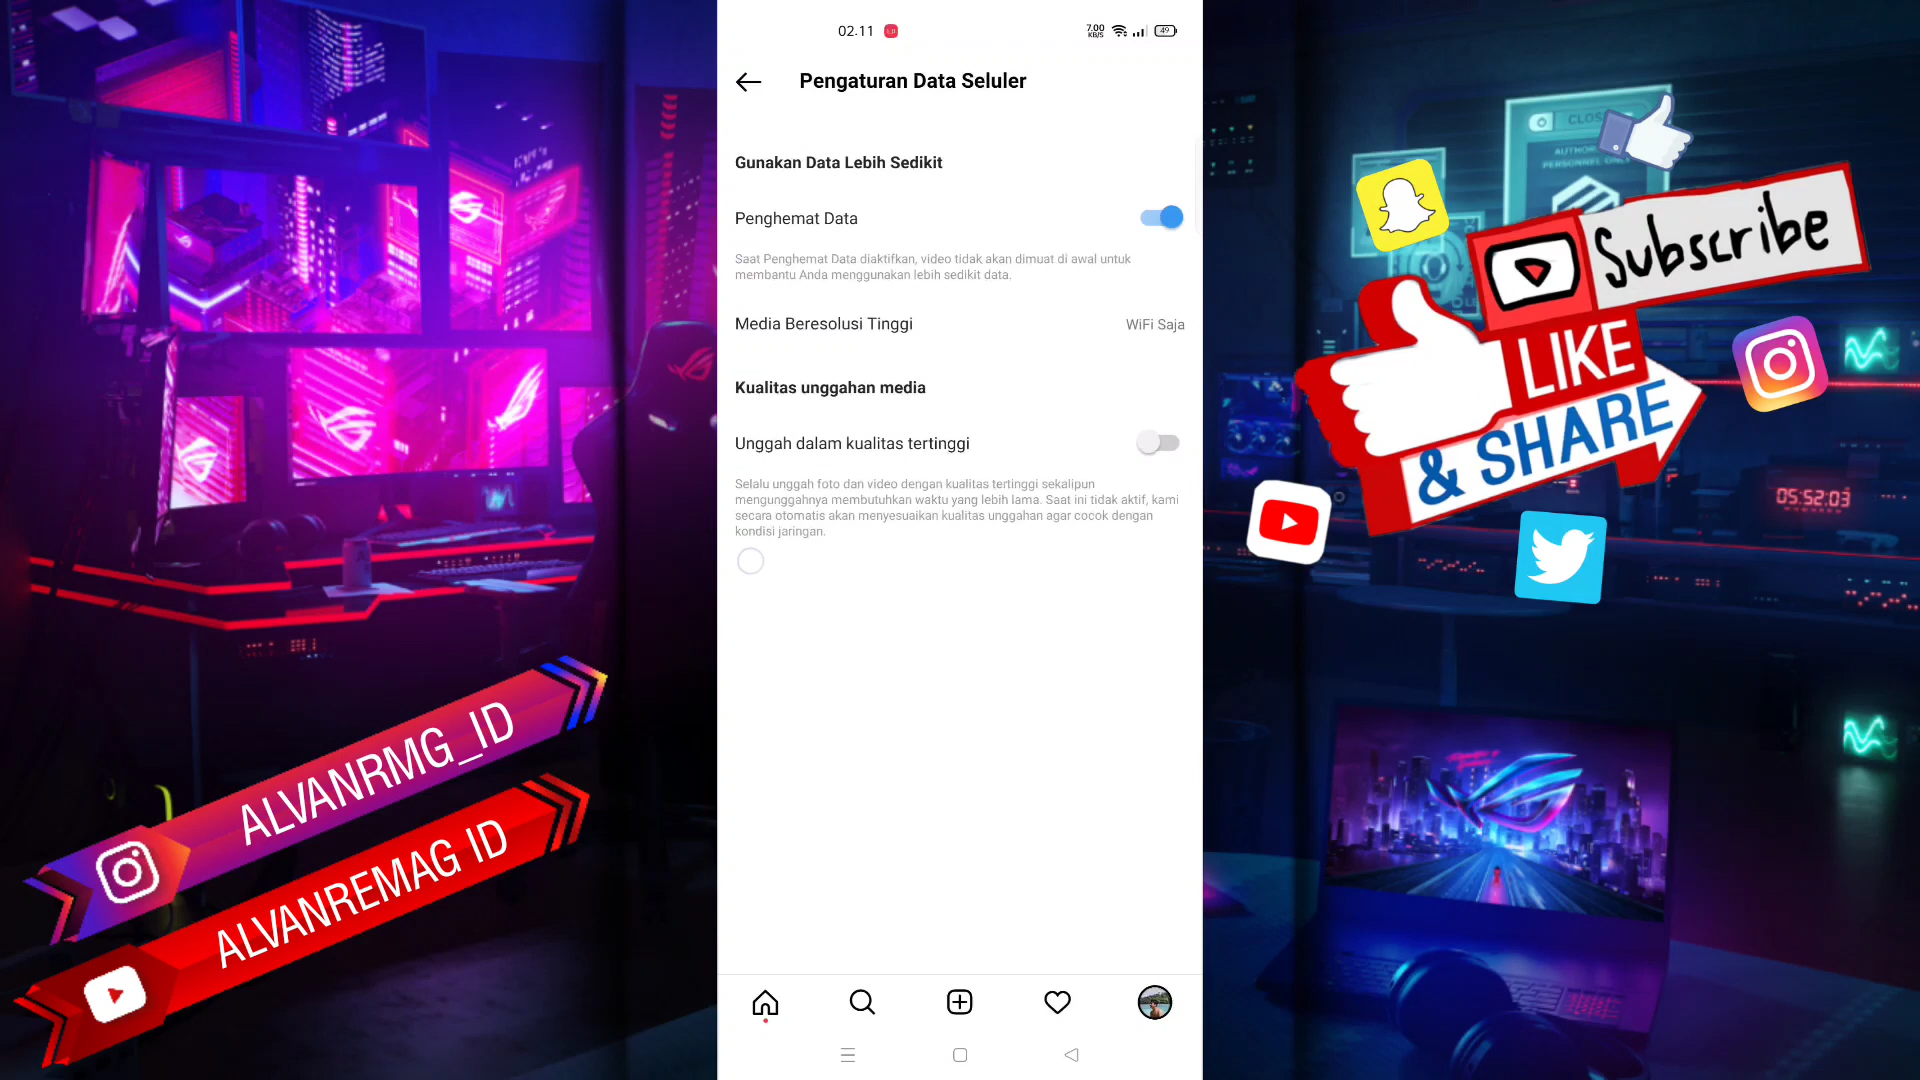 02.11
7.00
KB/S
49
Pengaturan Data Seluler
Gunakan Data Lebih Sedikit
Penghemat Data
Saat Penghemat Data diaktifkan, video tidak akan dimuat di awal untuk
membantu Anda menggunakan lebih sedikit data.
Media Beresolusi Tinggi
WiFi Saja
Kualitas unggahan media
Unggah dalam kualitas tertinggi
Selalu unggah foto dan video dengan kualitas tertinggi sekalipun
mengunggahnya membutuhkan waktu yang lebih lama. Saat ini tidak aktif, kami
secara otomatis akan menyesuaikan kualitas unggahan agar cocok dengan
kondisi jaringan.
ALVANRMG_ID
ALVANREMAG ID
Subscribe
LIKE
& SHARE
05:52:03